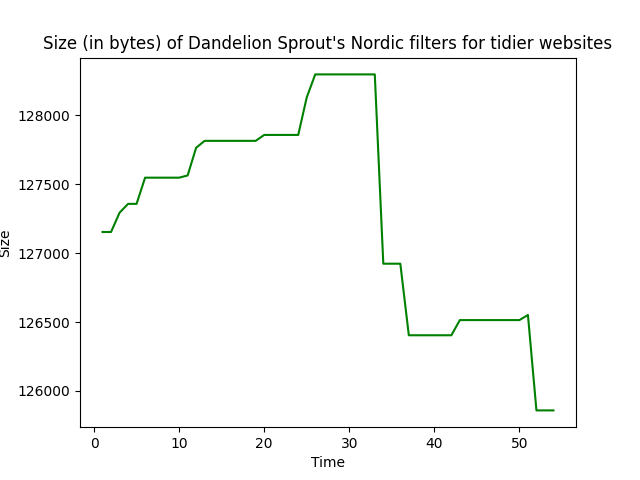 Size (in bytes) of Dandelion Sprout's Nordic filters for tidier websites
128000
127500
127000
126500
126000
Size
0 10 20 30 40 50
Time